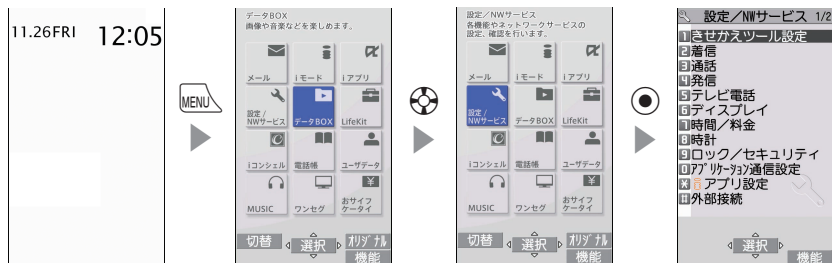 11.26FRI 12:05
MENU
データBOX
画像や音楽などを楽しめま
す。
メール iモード iアプリ
設定/
NWサービス データBOX LifeKit
iコンシェル 電話帳 ユーザデータ
MUSIC ワンセグ おサイフ
ケータイ
切替 選択 オリジナル
機能
設定/NWサービス
各機能やネットワークサービスの
設定、確認を行います。
メール iモード iアプリ
設定/
NWサービス データBOX LifeKit
iコンシェル 電話帳 ユーザデータ
MUSIC ワンセグ おサイフ
ケータイ
切替 選択 オリジナル
機能
設定/NWサービス 1/2
1きせかえツール設定
2着信
3通話
4発信
5テレビ電話
6ディスプレイ
7時間/料金
8時計
9ロック/セキュリティ
0アプリケーション通信設定
*iアプリ設定
#外部接続
選択
機能